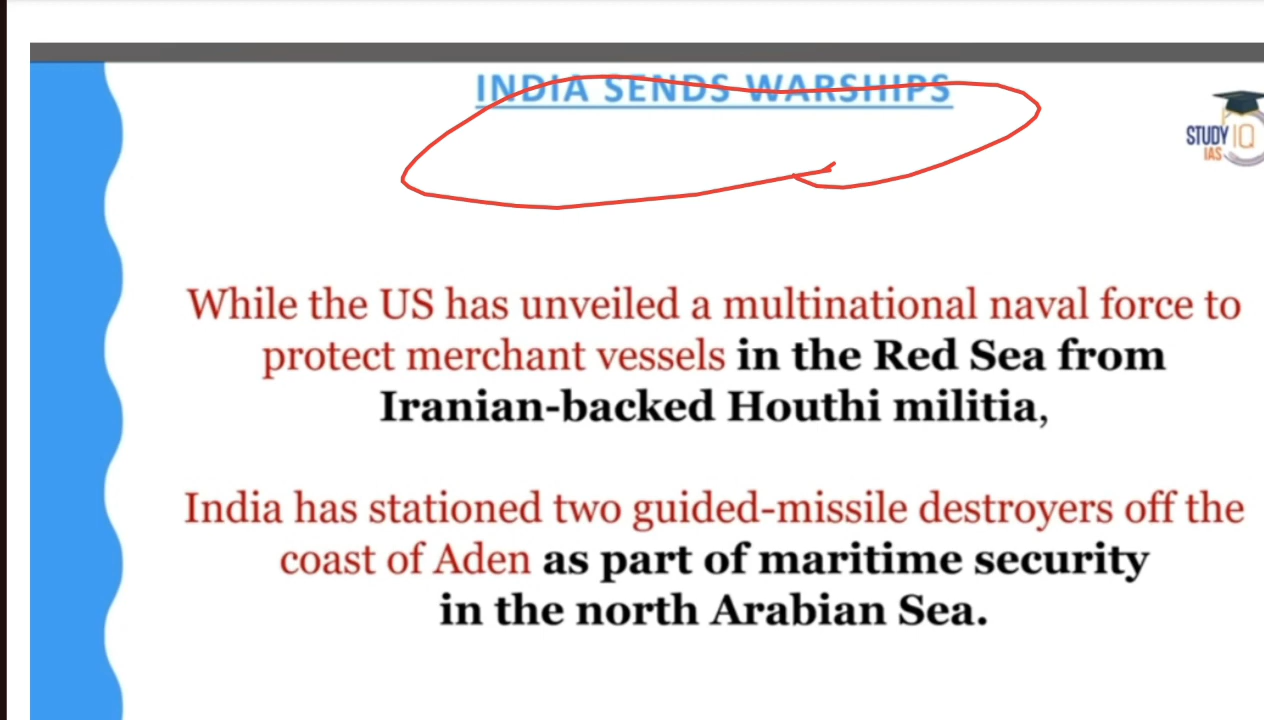 INDIA SENDS WARSHIPS
STUDY IQ
IAS
While the US has unveiled a multinational naval force to
protect merchant vessels in the Red Sea from
Iranian-backed Houthi militia,
India has stationed two guided-missile destroyers off the
coast of Aden as part of maritime security
in the north Arabian Sea.